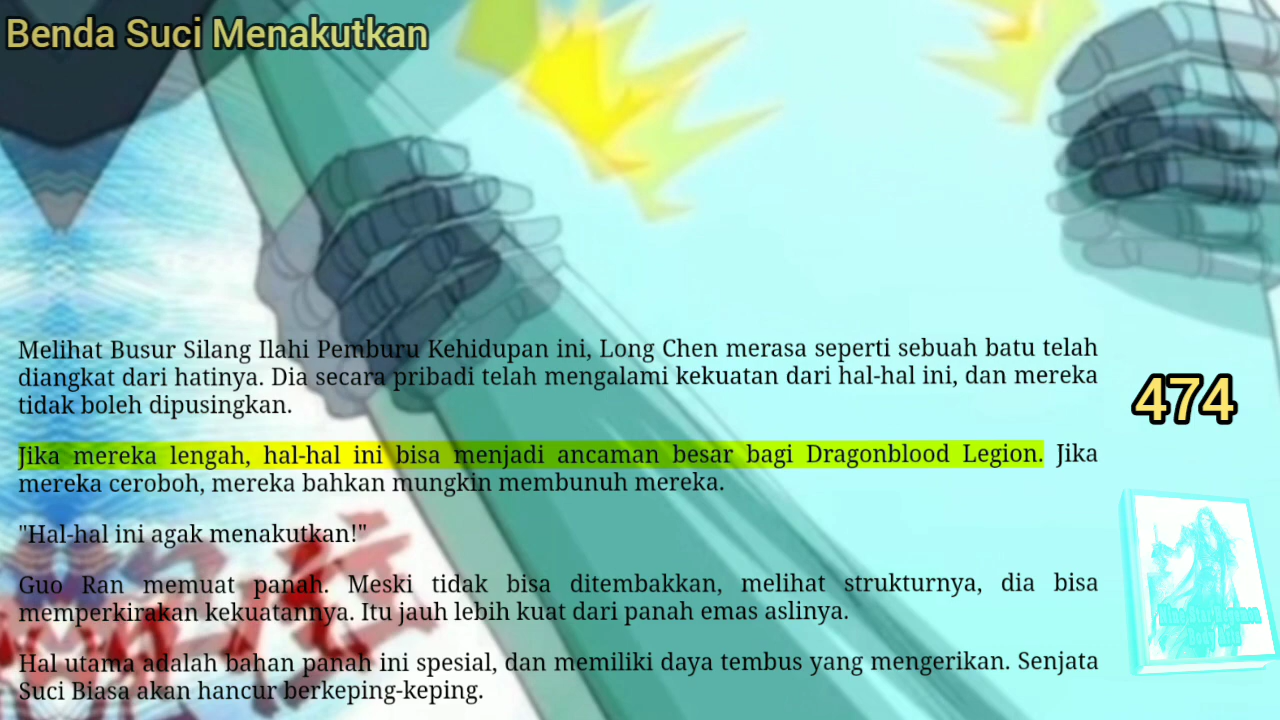 Benda Suci Menakutkan
Melihat Busur Silang Ilahi Pemburu Kehidupan ini, Long Chen merasa seperti sebuah batu telah
diangkat dari hatinya. Dia secara pribadi telah mengalami kekuatan dari hal-hal ini, dan mereka
tidak boleh dipusingkan.
Jika mereka lengah, hal-hal ini bisa menjadi ancaman besar bagi Dragonblood Legion. Jika
mereka ceroboh, mereka bahkan mungkin membunuh mereka.
"Hal-hal ini agak menakutkan!"
Guo Ran memuat panah. Meski tidak bisa ditembakkan, melihat strukturnya, dia bisa
memperkirakan kekuatannya. Itu jauh lebih kuat dari panah emas aslinya.
Hal utama adalah bahan panah ini spesial, dan memiliki daya tembus yang mengerikan. Senjata
Suci Biasa akan hancur berkeping-keping.
474
Nine Star Hegemon
Body Arts